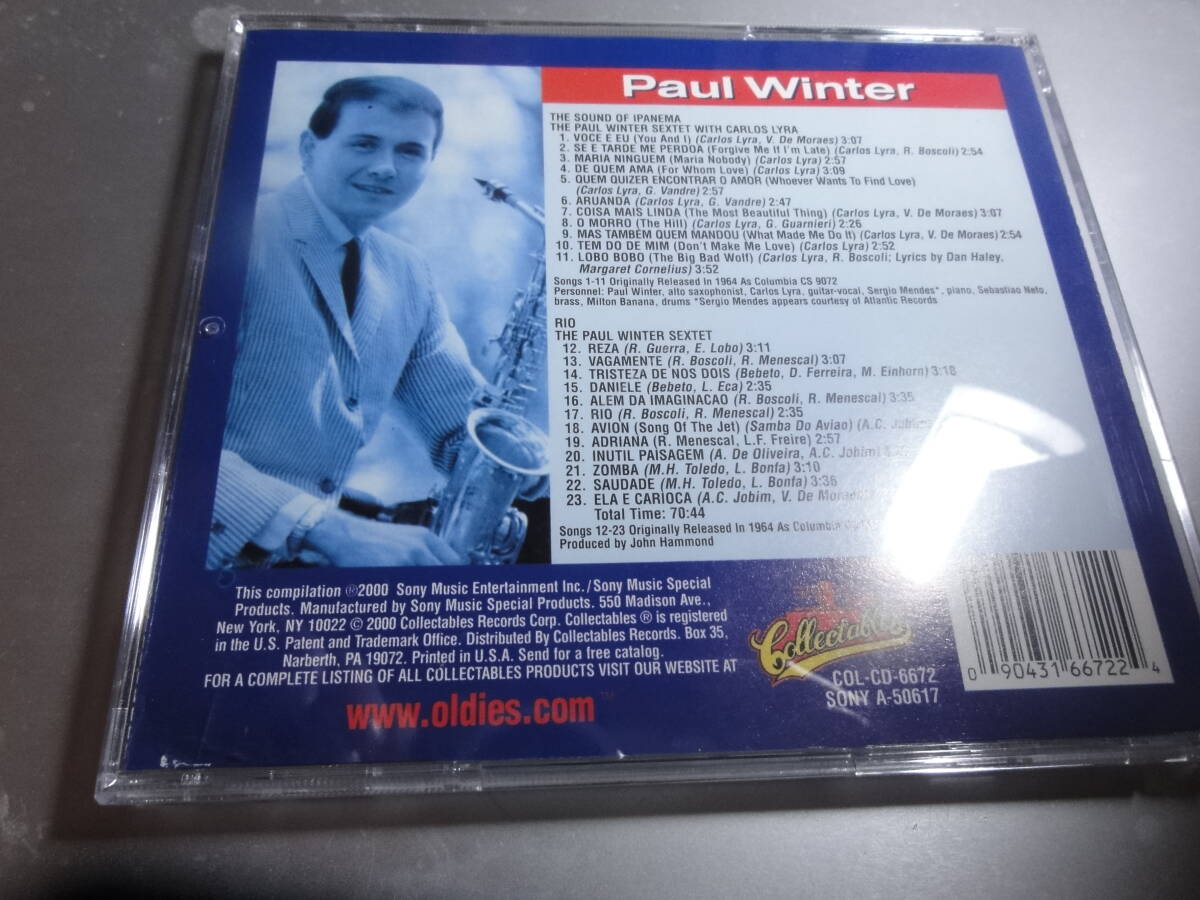 Paul Winter
THE SOUND OF IPANEMA
THE PAUL WINTER SEXTET WITH CARLOS LYRA
1. VOCE E EU (You And I) (Carlos Lyra, V. De Moraes) 3:07
2. SE E TARDE ME PERDOA (Forgive Me If I'm Late) (Carlos Lyra, R. Boscoli) 2:54
3. MARIA NINGUEM (Maria Nobody) (Carlos Lyra) 2:57
4. DE QUEM AMA (For Whom Love) (Carlos Lyra) 3:09
5. QUEM QUIZER ENCONTRAR O AMOR (Whoever Wants To Find Love)
(Carlos Lyra, G. Vandre) 2:57
6. ARUANDA (Carlos Lyra, G. Vandre) 2:47
7. COISA MAIS LINDA (The Most Beautiful Thing) (Carlos Lyra, V. De Moraes) 3:07
8. O MORRO (The Hill) (Carlos Lyra, G. Guarnieri) 2:26
9. MAS TAMBEM QUEM MANDOU (What Made Me Do It) (Carlos Lyra, V. De Moraes) 2:54
10. TEM DO DE MIM (Don't Make Me Love) (Carlos Lyra) 2:52
11. LOBO BOBO (The Big Bad Wolf) (Carlos Lyra, R. Boscoli; Lyrics by Dan Haley,
Margaret Cornelius) 3:52
Songs 1-11 Originally Released In 1964 As Columbia CS 9072
Personnel: Paul Winter, alto saxophonist, Carlos Lyra, guitar-vocal, Sergio Mendes*, piano, Sebastiao Neto,
brass, Milton Banana, drums *Sergio Mendes appears courtesy of Atlantic Records
RIO
THE PAUL WINTER SEXTET
12. REZA (R. Guerra, E. Lobo) 3:11
13. VAGAMENTE (R. Boscoli, R. Menescal) 3:07
14. TRISTEZA DE NOS DOIS (Bebeto, D. Ferreira, M. Einhorn) 3:18
15. DANIELE (Bebeto, L. Eca) 2:35
16. ALEM DA IMAGINACAO (R. Boscoli, R. Menescal) 3:35
17. RIO (R. Boscoli, R. Menescal) 2:35
18. AVION (Song Of The Jet) (Samba Do Aviao) (A.C.
19. ADRIANA (R. Menescal, L.F. Freire) 2:57
20. INUTIL PAISAGEM (A. De Oliveira, A.C. Jobim)
21. ZOMBA (M.H. Toledo, L. Bonfa) 3:10
22. SAUDADE (M.H. Toledo, L. Bonfa) 3:36
23. ELA E CARIOCA (A.C. Jobim, V. De
Total Time: 70:44
Songs 12-23 Originally Released In 1964 As Columbia
Produced by John Hammond
This compilation ℗2000 Sony Music Entertainment Inc./Sony Music Special
Products. Manufactured by Sony Music Special Products. 550 Madison Ave.,
New York, NY 10022 © 2000 Collectables Records Corp. Collectables ® is registered
in the U.S. Patent and Trademark Office. Distributed By Collectables Records. Box 35,
Narberth, PA 19072. Printed in U.S.A. Send for a free catalog.
FOR A COMPLETE LISTING OF ALL COLLECTABLES PRODUCTS VISIT OUR WEBSITE AT
www.oldies.com
Collectables
COL-CD-6672
SONY A-50617
0 90431 66722 4